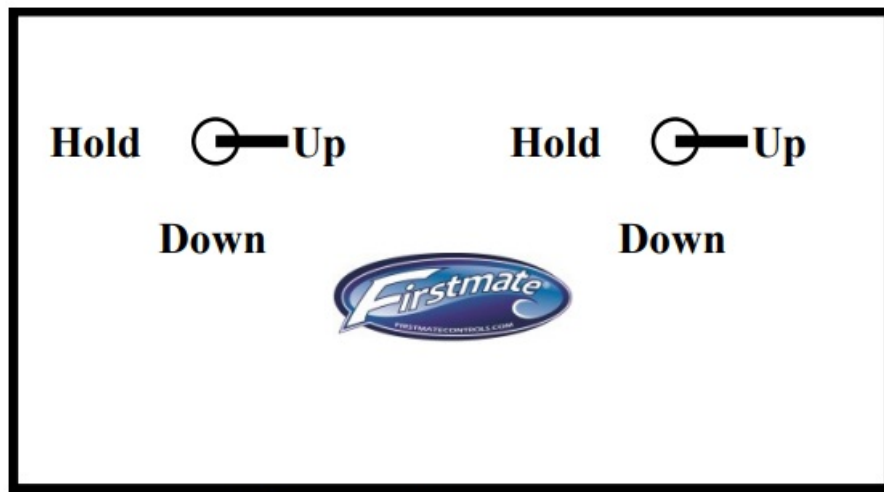 Hold Up Hold Up
Down Down
Firstmate®
FIRSTMATECONTROLS.COM